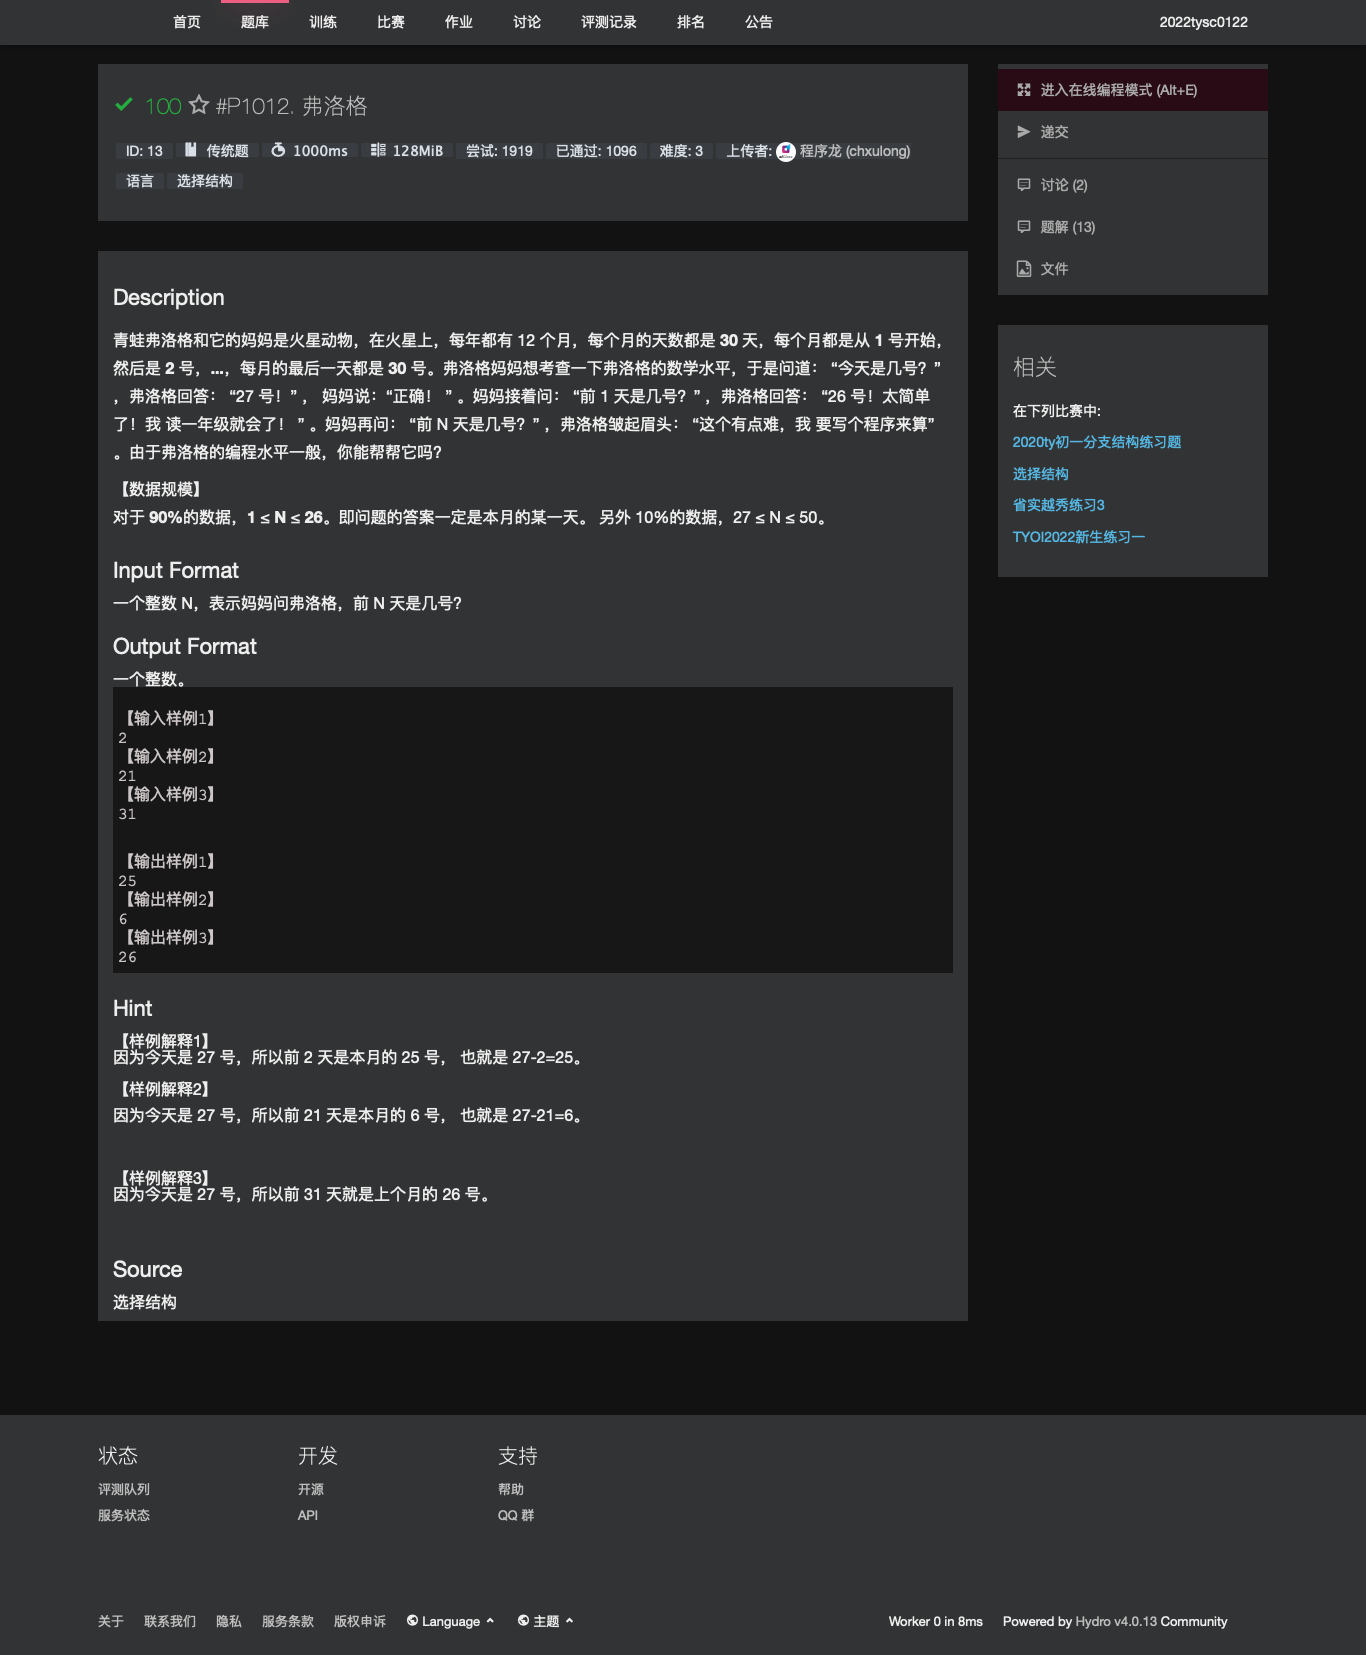 首页 题库 训练 比赛 作业 讨论 评测记录 排名 公告 2022tysc0122
100 #P1012. 弗洛格
ID: 13 传统题 1000ms 128MiB 尝试: 1919 已通过: 1096 难度: 3 上传者: 程序龙 (chxulong)
语言 选择结构
Description
青蛙弗洛格和它的妈妈是火星动物，在火星上，每年都有 12 个月，每个月的天数都是 30 天，每个月都是从 1 号开始，
然后是 2 号，...，每月的最后一天都是 30 号。弗洛格妈妈想考查一下弗洛格的数学水平，于是问道： “今天是几号？”
，弗洛格回答： “27 号！” ， 妈妈说：“正确！ ” 。妈妈接着问： “前 1 天是几号？” ，弗洛格回答： “26 号！太简单
了！我 读一年级就会了！ ” 。妈妈再问： “前 N 天是几号？” ，弗洛格皱起眉头： “这个有点难，我 要写个程序来算”
。由于弗洛格的编程水平一般，你能帮帮它吗？
【数据规模】
对于 90%的数据，1 ≤ N ≤ 26。即问题的答案一定是本月的某一天。 另外 10%的数据，27 ≤ N ≤ 50。
Input Format
一个整数 N，表示妈妈问弗洛格，前 N 天是几号？
Output Format
一个整数。
【输入样例1】
2
【输入样例2】
21
【输入样例3】
31
【输出样例1】
25
【输出样例2】
6
【输出样例3】
26
Hint
【样例解释1】
因为今天是 27 号，所以前 2 天是本月的 25 号， 也就是 27-2=25。
【样例解释2】
因为今天是 27 号，所以前 21 天是本月的 6 号， 也就是 27-21=6。
【样例解释3】
因为今天是 27 号，所以前 31 天就是上个月的 26 号。
Source
选择结构
进入在线编程模式 (Alt+E)
递交
讨论 (2)
题解 (13)
文件
相关
在下列比赛中:
2020ty初一分支结构练习题
选择结构
省实越秀练习3
TYOI2022新生练习一
状态 开发 支持
评测队列 开源 帮助
服务状态 API QQ 群
关于 联系我们 隐私 服务条款 版权申诉 Language 主题 Worker 0 in 8ms Powered by Hydro v4.0.13 Community